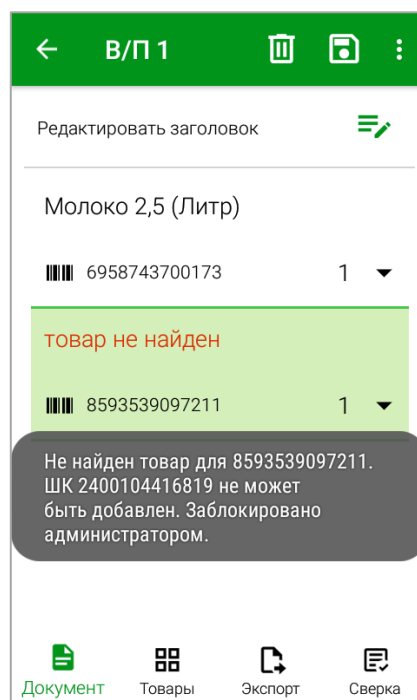 В/П 1
Редактировать заголовок
Молоко 2,5 (Литр)
6958743700173 1
товар не найден
8593539097211 1
Не найден товар для 8593539097211.
ШК 2400104416819 не может
быть добавлен. Заблокировано
администратором.
Документ Товары Экспорт Сверка